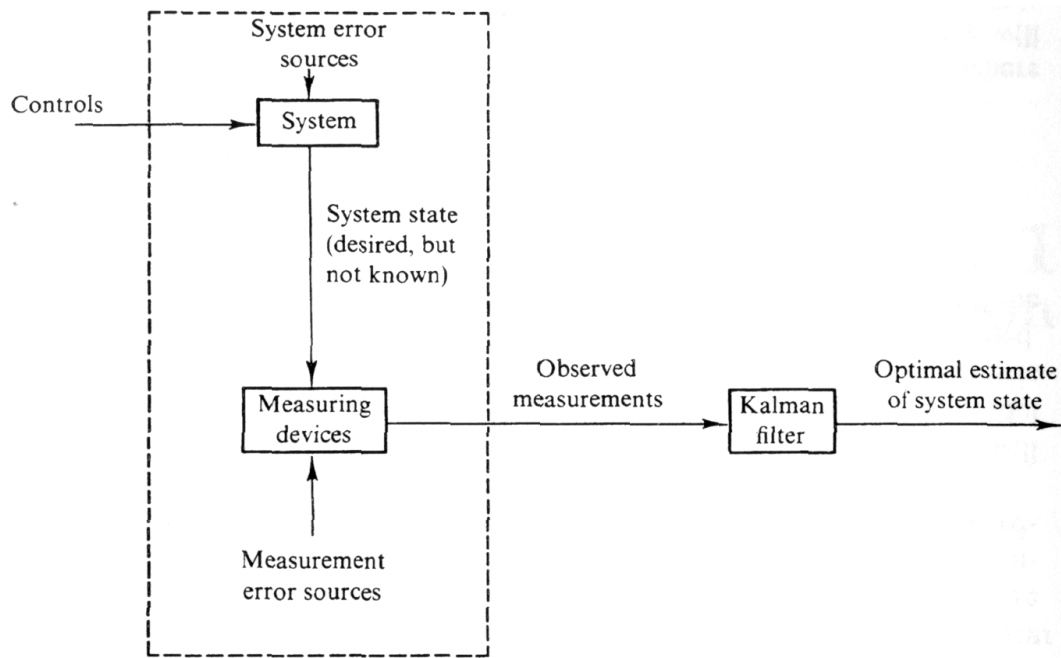 System error
sources
Controls
System
System state
(desired, but
not known)
Measuring
devices
Observed
measurements
Kalman
filter
Optimal estimate
of system state
Measurement
error sources